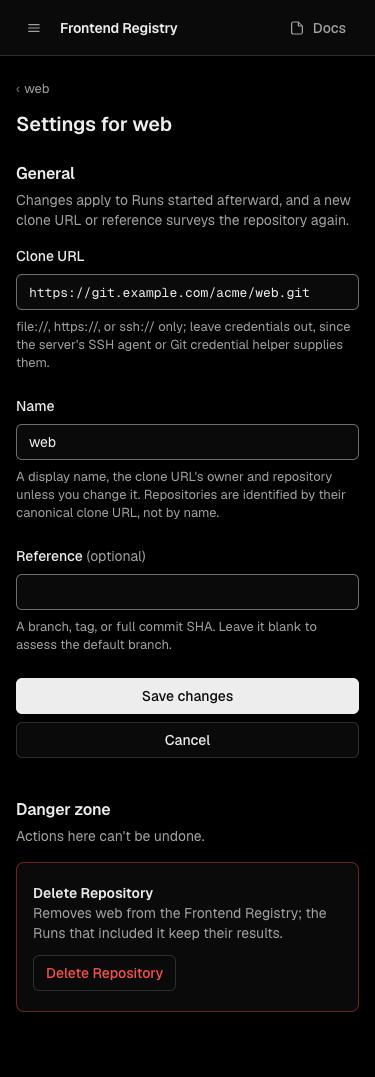 Frontend Registry
Docs
‹ web
Settings for web
General
Changes apply to Runs started afterward, and a new
clone URL or reference surveys the repository again.
Clone URL
https://git.example.com/acme/web.git
file://, https://, or ssh:// only; leave credentials out, since
the server's SSH agent or Git credential helper supplies
them.
Name
web
A display name, the clone URL's owner and repository
unless you change it. Repositories are identified by their
canonical clone URL, not by name.
Reference (optional)
A branch, tag, or full commit SHA. Leave it blank to
assess the default branch.
Save changes
Cancel
Danger zone
Actions here can't be undone.
Delete Repository
Removes web from the Frontend Registry; the
Runs that included it keep their results.
Delete Repository